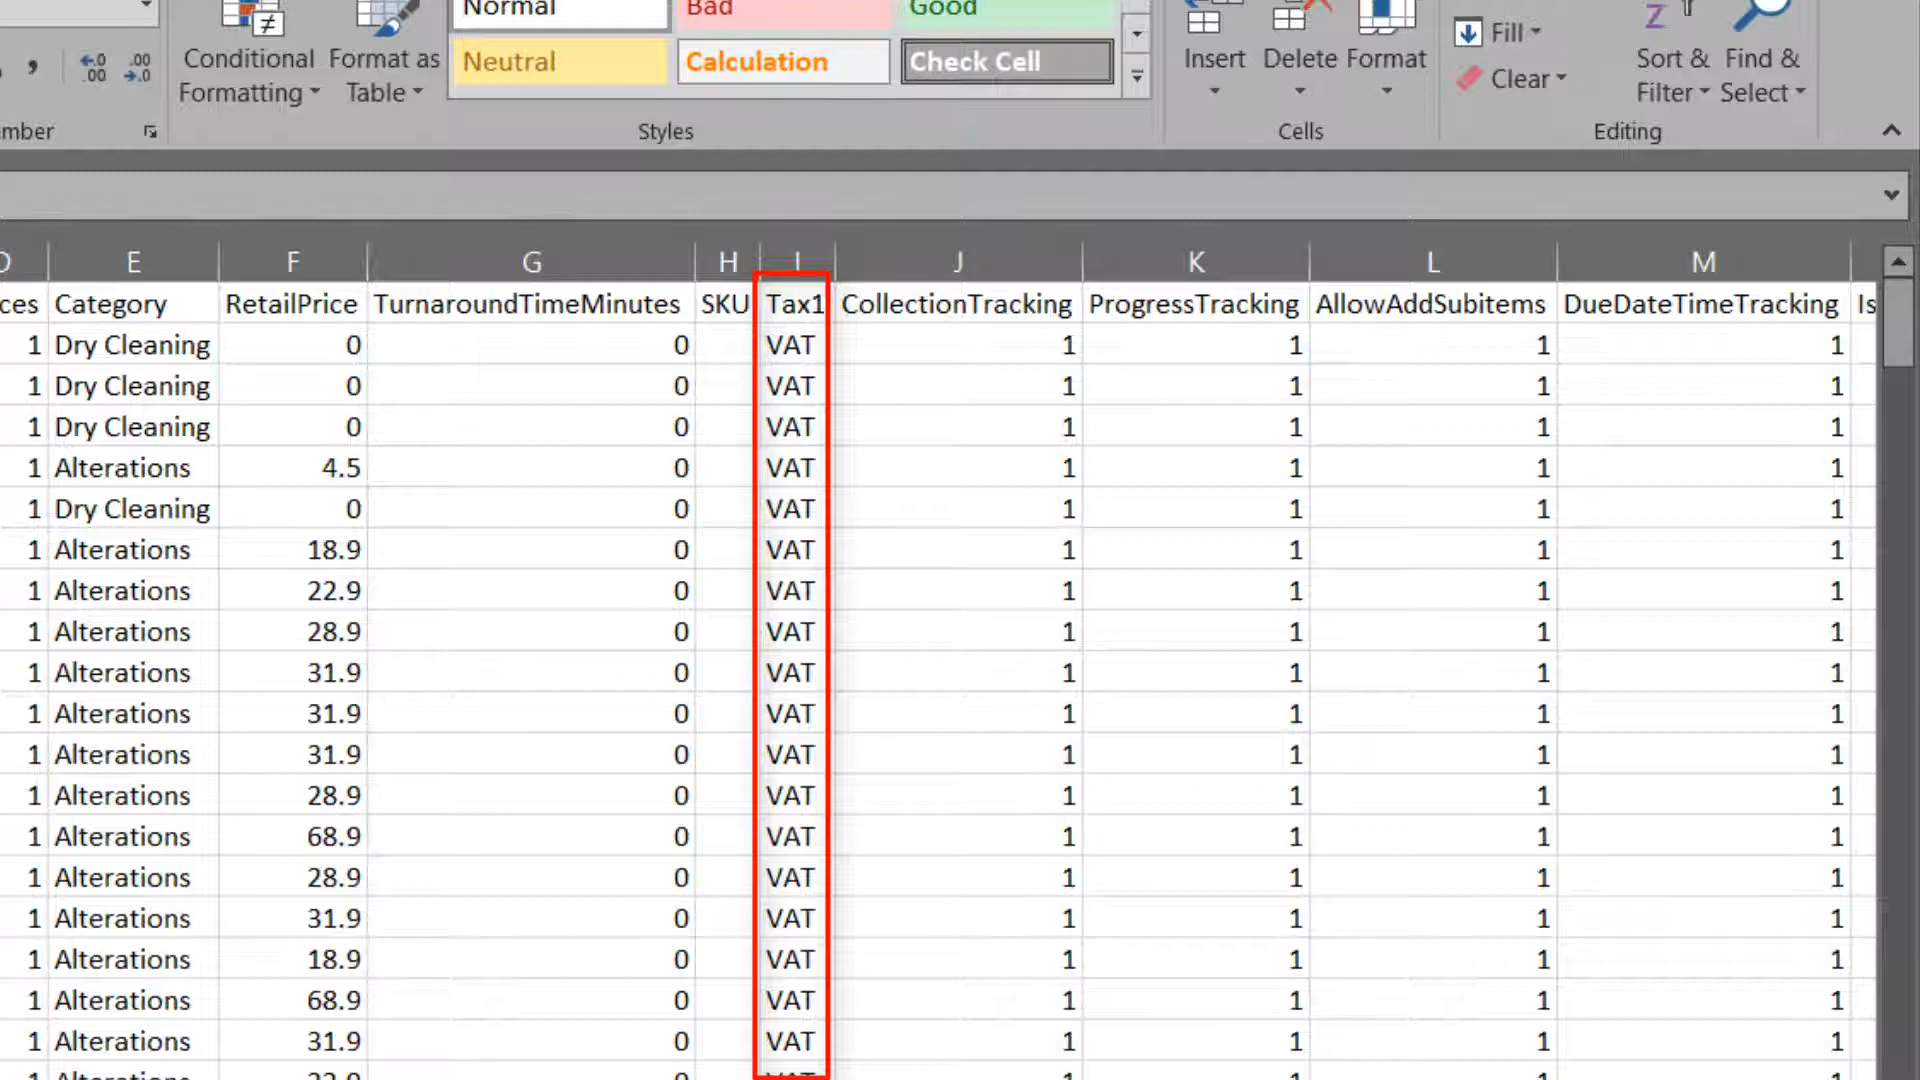 Normal Bad Good
Conditional Format as Neutral Calculation Check Cell Insert Delete Format Fill Sort & Find &
Formatting Table Clear Filter Select
mber Styles Cells Editing
E F G H I J K L M
ces Category RetailPrice TurnaroundTimeMinutes SKU Tax1 CollectionTracking ProgressTracking AllowAddSubitems DueDateTimeTracking Is
1 Dry Cleaning 0 0 VAT 1 1 1 1
1 Dry Cleaning 0 0 VAT 1 1 1 1
1 Dry Cleaning 0 0 VAT 1 1 1 1
1 Alterations 4.5 0 VAT 1 1 1 1
1 Dry Cleaning 0 0 VAT 1 1 1 1
1 Alterations 18.9 0 VAT 1 1 1 1
1 Alterations 22.9 0 VAT 1 1 1 1
1 Alterations 28.9 0 VAT 1 1 1 1
1 Alterations 31.9 0 VAT 1 1 1 1
1 Alterations 31.9 0 VAT 1 1 1 1
1 Alterations 31.9 0 VAT 1 1 1 1
1 Alterations 28.9 0 VAT 1 1 1 1
1 Alterations 68.9 0 VAT 1 1 1 1
1 Alterations 28.9 0 VAT 1 1 1 1
1 Alterations 31.9 0 VAT 1 1 1 1
1 Alterations 18.9 0 VAT 1 1 1 1
1 Alterations 68.9 0 VAT 1 1 1 1
1 Alterations 31.9 0 VAT 1 1 1 1